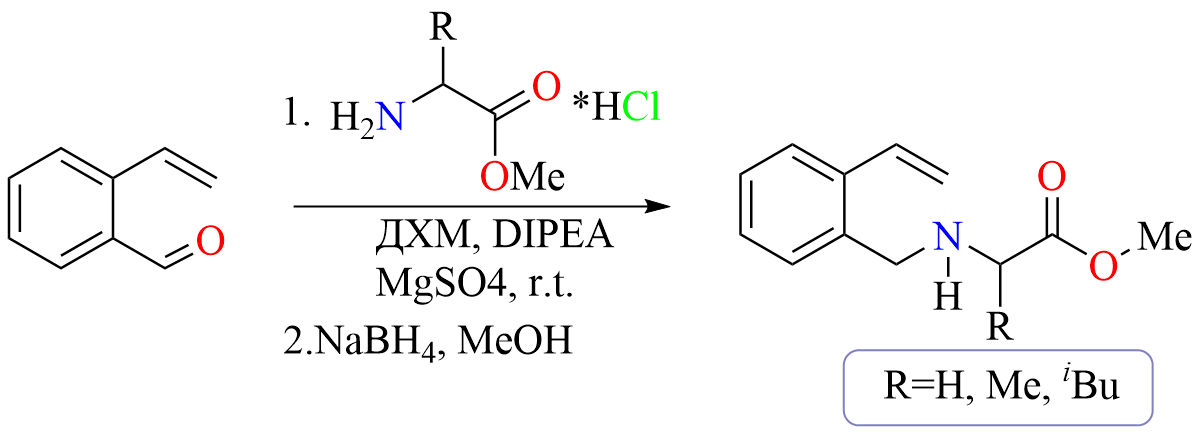 R
1. H2N O *HCl
OMe
O
ДХМ, DIPEA
MgSO4, r.t.
2.NaBH4, MeOH
O
N
H
O
Me
R
R=H, Me, iBu